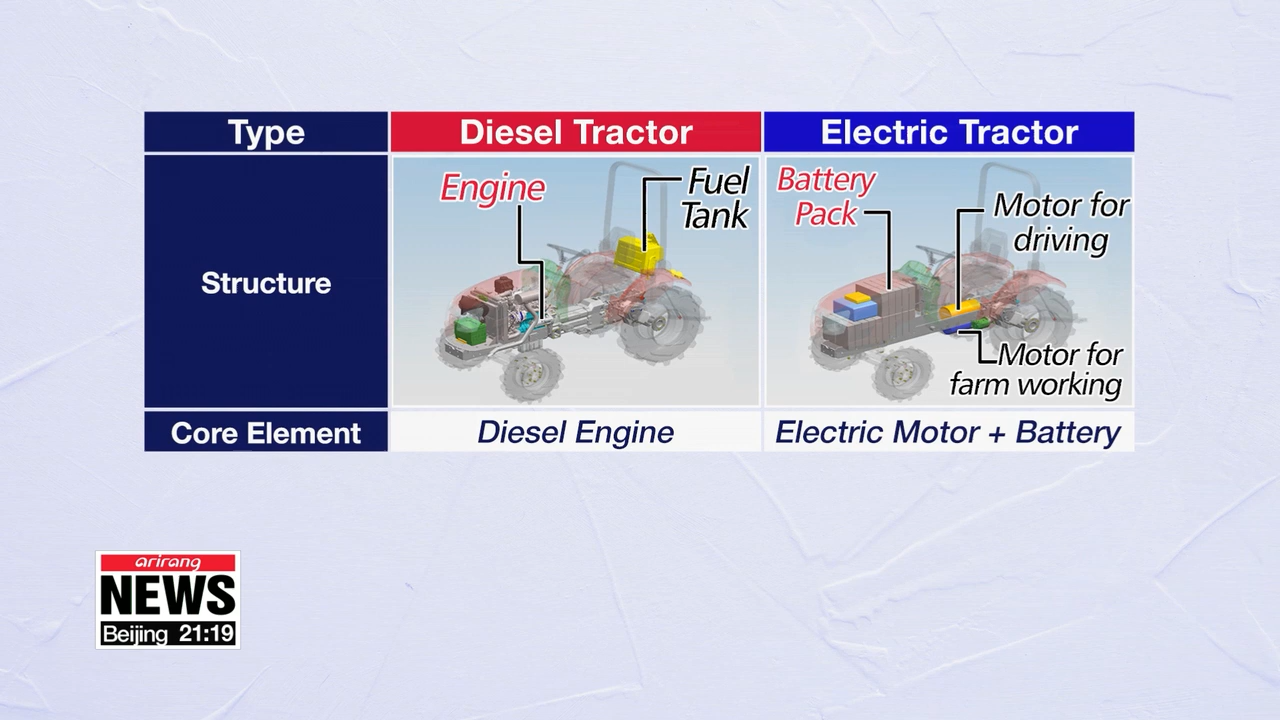 Type
Diesel Tractor
Electric Tractor
Structure
Engine
Fuel
Tank
Battery
Pack
Motor for
driving
Motor for
farm working
Core Element
Diesel Engine
Electric Motor + Battery
arirang
NEWS
Beijing 21:19